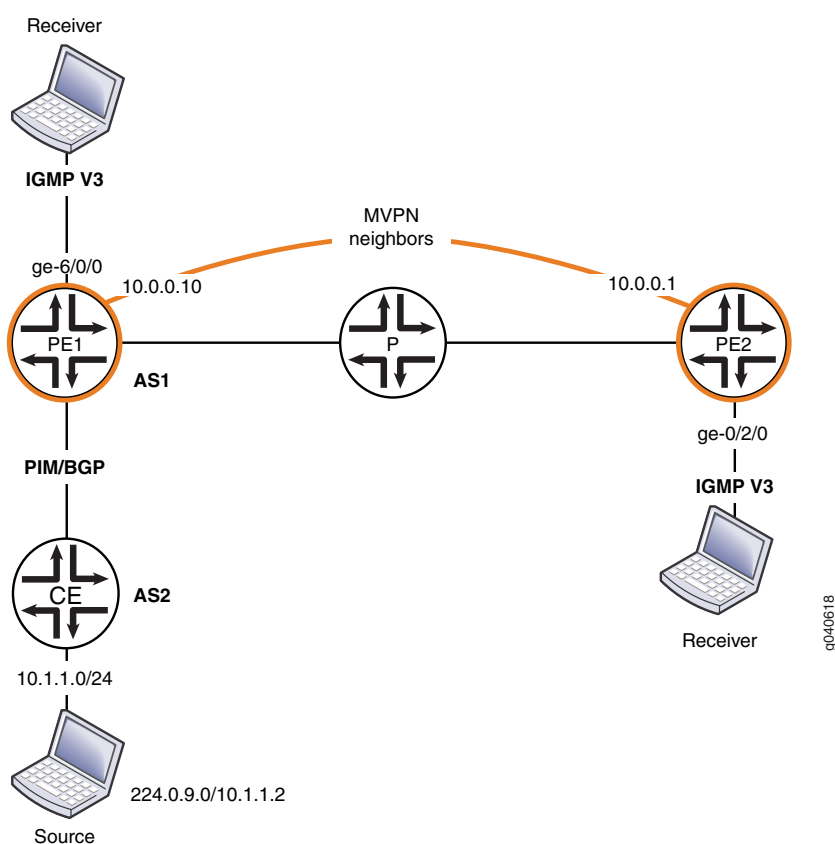 Receiver
IGMP V3
MVPN
neighbors
ge-6/0/0
10.0.0.10
10.0.0.1
PE1
P
PE2
AS1
ge-0/2/0
PIM/BGP
IGMP V3
CE
AS2
Receiver
g040618
10.1.1.0/24
224.0.9.0/10.1.1.2
Source